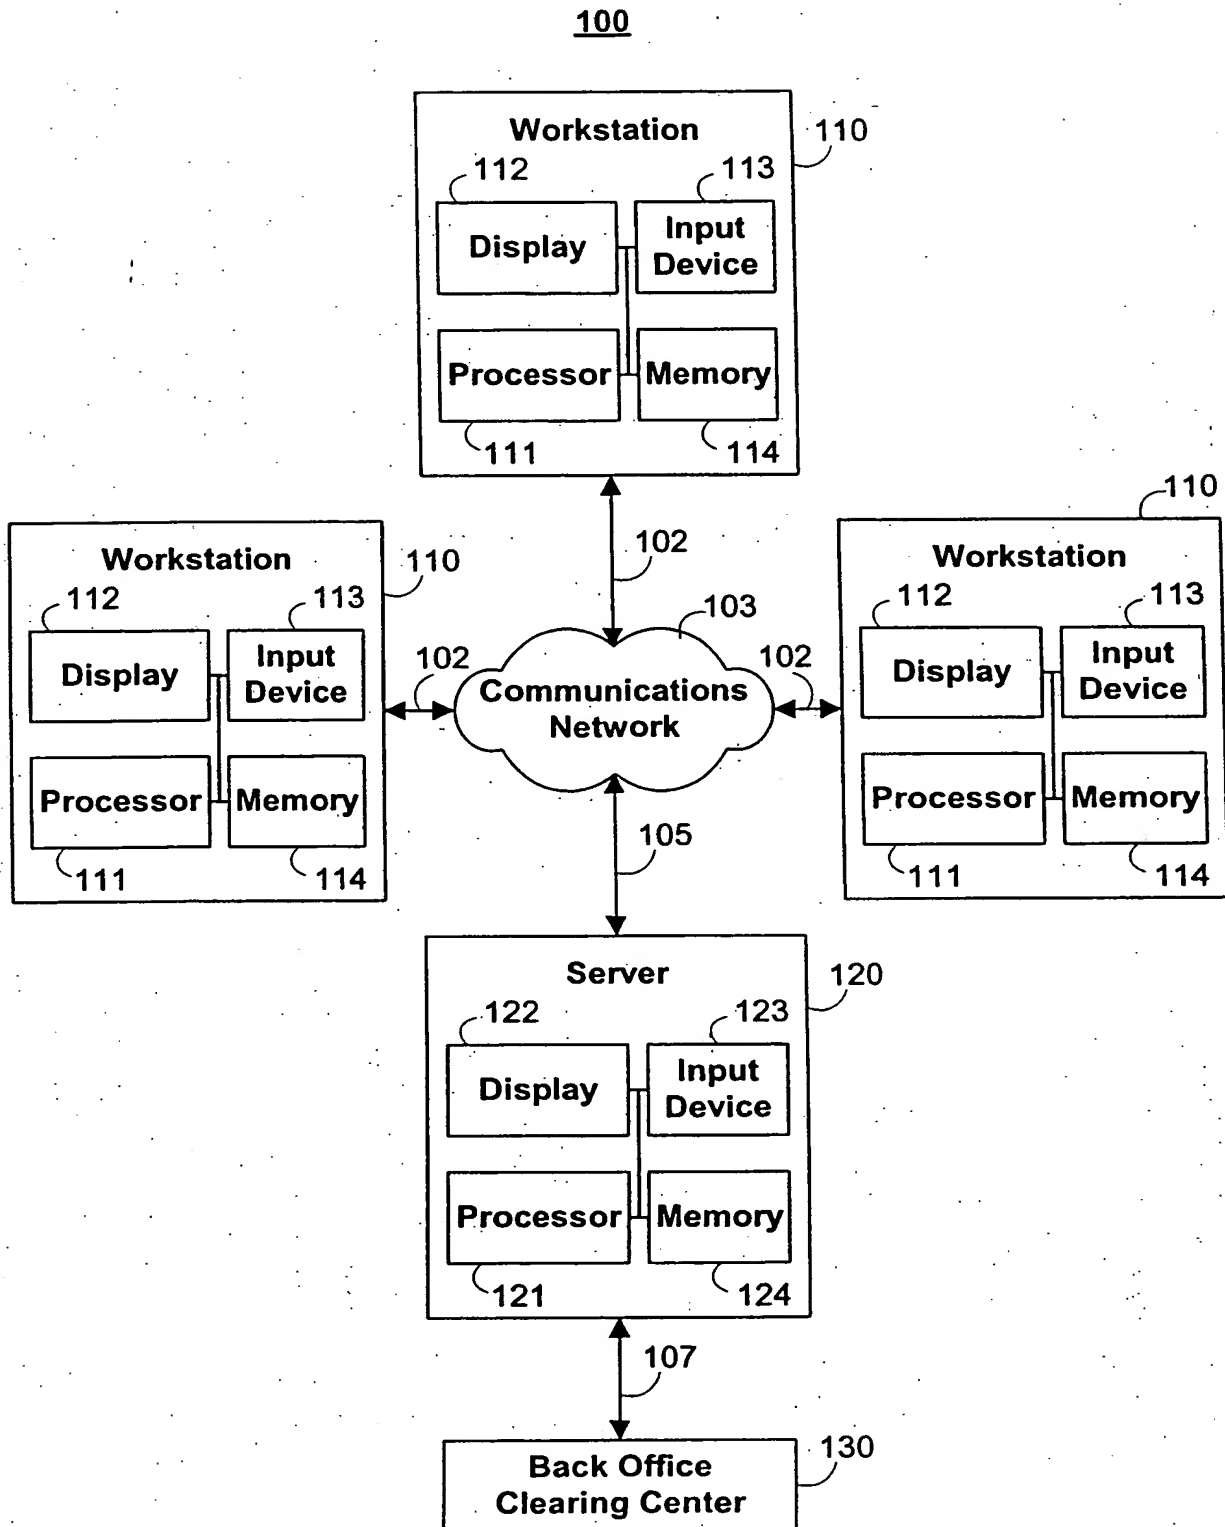 100
Workstation
110
112
113
Display
Input
Device
Processor
Memory
111
114
102
Workstation
110
112
113
Display
Input
Device
Processor
Memory
111
114
102
103
Communications
Network
102
110
Workstation
112
113
Display
Input
Device
Processor
Memory
111
114
105
Server
120
122
123
Display
Input
Device
Processor
Memory
121
124
107
Back Office
Clearing Center
130